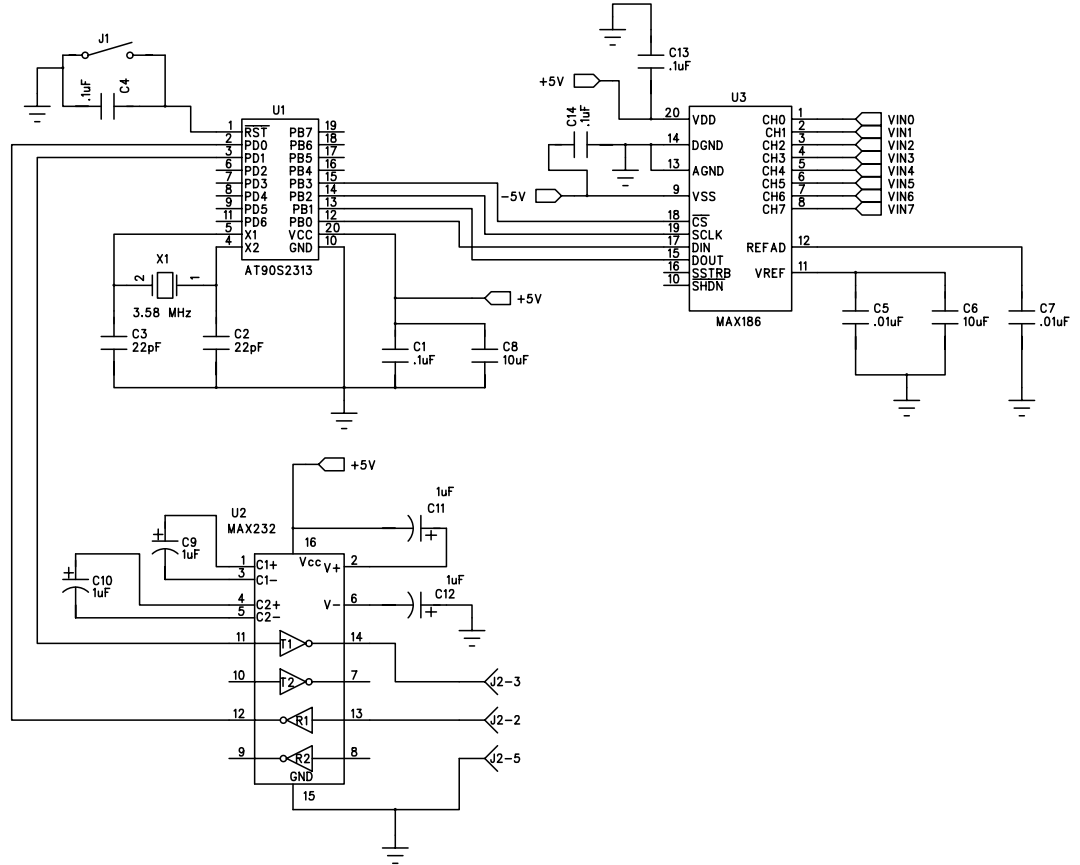 J1
.1uF
C4
U1
1 RST PB7 19
2 PD0 PB6 18
3 PD1 PB5 17
6 PD2 PB4 16
7 PD3 PB3 15
8 PD4 PB2 14
9 PD5 PB1 13
11 PD6 PB0 12
5 X1 VCC 20
4 X2 GND 10
AT90S2313
X1
2
1
3.58 MHz
C3
22pF
C2
22pF
+5V
C1
.1uF
C8
10uF
C13
.1uF
+5V
C14
.1uF
-5V
U3
20 VDD CH0 1 VIN0
CH1 2 VIN1
14 DGND CH2 3 VIN2
CH3 4 VIN3
13 AGND CH4 5 VIN4
CH5 6 VIN5
9 VSS CH6 7 VIN6
CH7 8 VIN7
18 CS
19 SCLK
17 DIN REFAD 12
15 DOUT
16 SSTRB VREF 11
10 SHDN
MAX186
C5
.01uF
C6
10uF
C7
.01uF
+5V
U2
MAX232
1uF
C11
+
16
Vcc
+
C9
1uF
+
C10
1uF
1 C1+ V+ 2
3 C1-
1uF
C12
+
4 C2+ V- 6
5 C2-
11 T1 14
10 T2 7
J2-3
12 R1 13
J2-2
9 R2 8
J2-5
GND
15